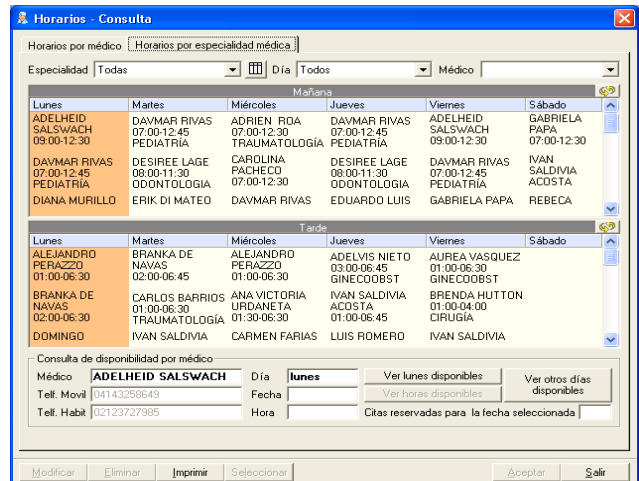 Horarios - Consulta
Horarios por médico Horarios por especialidad médica
Especialidad Todas Día Todos Médico
Mañana
Lunes Martes Miércoles Jueves Viernes Sábado
ADELHEID DAVMAR RIVAS ADRIEN ROA DAVMAR RIVAS ADELHEID GABRIELA
SALSWACH 07:00-12:45 07:00-12:30 07:00-12:45 SALSWACH PAPA
09:00-12:30 PEDIATRÍA TRAUMATOLOGÍA PEDIATRÍA 09:00-12:30 07:00-12:30
DAVMAR RIVAS DESIREE LAGE CAROLINA DESIREE LAGE DAVMAR RIVAS IVAN
07:00-12:45 08:00-11:30 PACHECO 08:00-11:30 07:00-12:45 SALDIVIA
PEDIATRÍA ODONTOLOGIA 07:00-12:30 ODONTOLOGIA PEDIATRÍA ACOSTA
DIANA MURILLO ERIK DI MATEO DAVMAR RIVAS EDUARDO LUIS GABRIELA PAPA REBECA
Tarde
Lunes Martes Miércoles Jueves Viernes Sábado
ALEJANDRO BRANKA DE ALEJANDRO ADELVIS NIETO AUREA VASQUEZ
PERAZZO NAVAS PERAZZO 03:00-06:45 01:00-06:30
01:00-06:30 02:00-06:45 01:00-06:30 GINECOOBST GINECOOBST
BRANKA DE CARLOS BARRIOS ANA VICTORIA IVAN SALDIVIA BRENDA HUTTON
NAVAS 01:00-06:30 URDANETA ACOSTA 01:00-04:00
02:00-06:30 TRAUMATOLOGÍA 01:30-06:30 01:00-06:45 CIRUGÍA
DOMINGO IVAN SALDIVIA CARMEN FARIAS LUIS ROMERO IVAN SALDIVIA
Consulta de disponibilidad por médico
Médico ADELHEID SALSWACH Día lunes Ver lunes disponibles Ver otros días disponibles
Telf. Movil 04143258649 Fecha Ver horas disponibles
Telf. Habit 02123727985 Hora Citas reservadas para la fecha seleccionada
Modificar Eliminar Imprimir Seleccionar Aceptar Salir